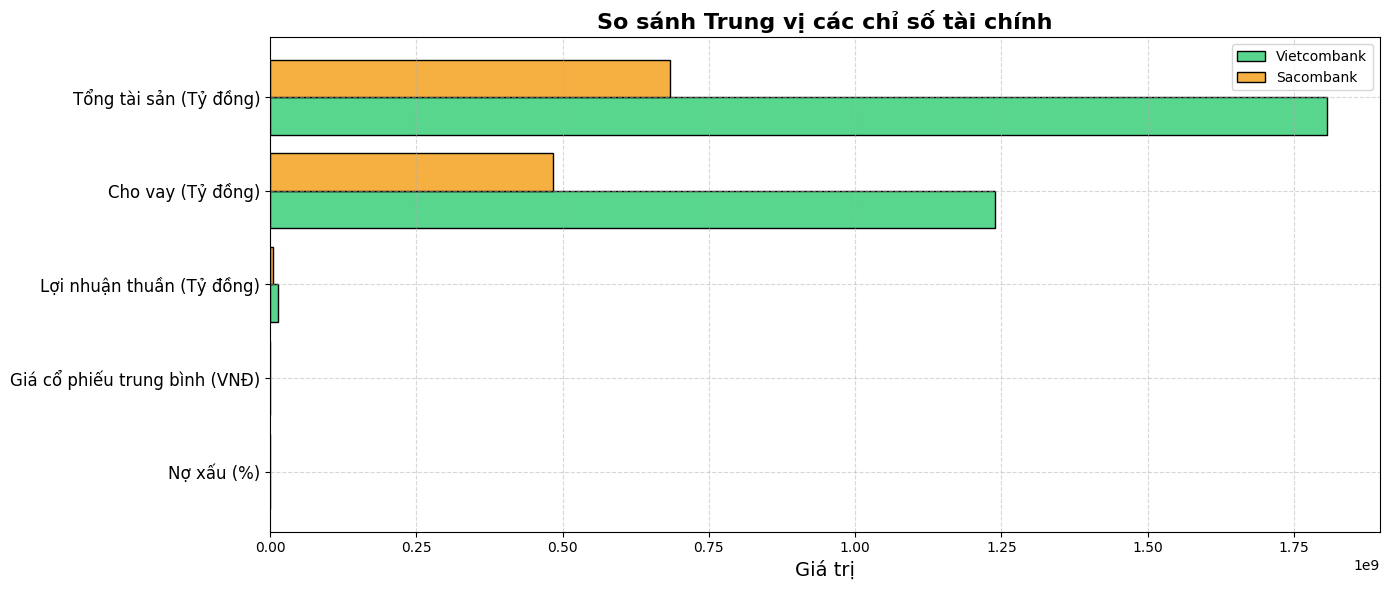 So sánh Trung vị các chỉ số tài chính
Vietcombank
Sacombank
Tổng tài sản (Tỷ đồng)
Cho vay (Tỷ đồng)
Lợi nhuận thuần (Tỷ đồng)
Giá cổ phiếu trung bình (VNĐ)
Nợ xấu (%)
0.00 0.25 0.50 0.75 1.00 1.25 1.50 1.75
1e9
Giá trị